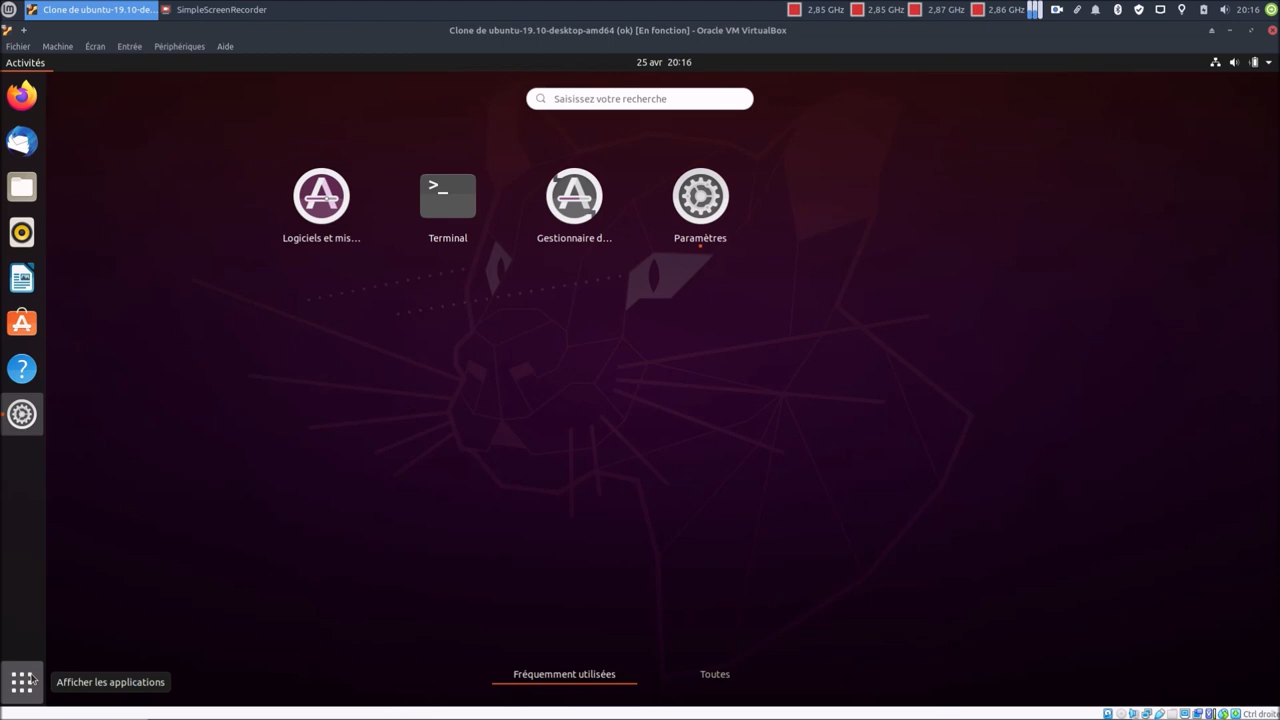 Clone de ubuntu-19.10-de... SimpleScreenRecorder 2,85 GHz 2,85 GHz 2,87 GHz 2,86 GHz 20:16
Clone de ubuntu-19.10-desktop-amd64 (ok) [En fonction] - Oracle VM VirtualBox
Fichier Machine Écran Entrée Périphériques Aide
Activités 25 avr 20:16
Saisissez votre recherche
>_
Logiciels et mis... Terminal Gestionnaire d... Paramètres
?
Afficher les applications
Fréquemment utilisées Toutes
Ctrl droite